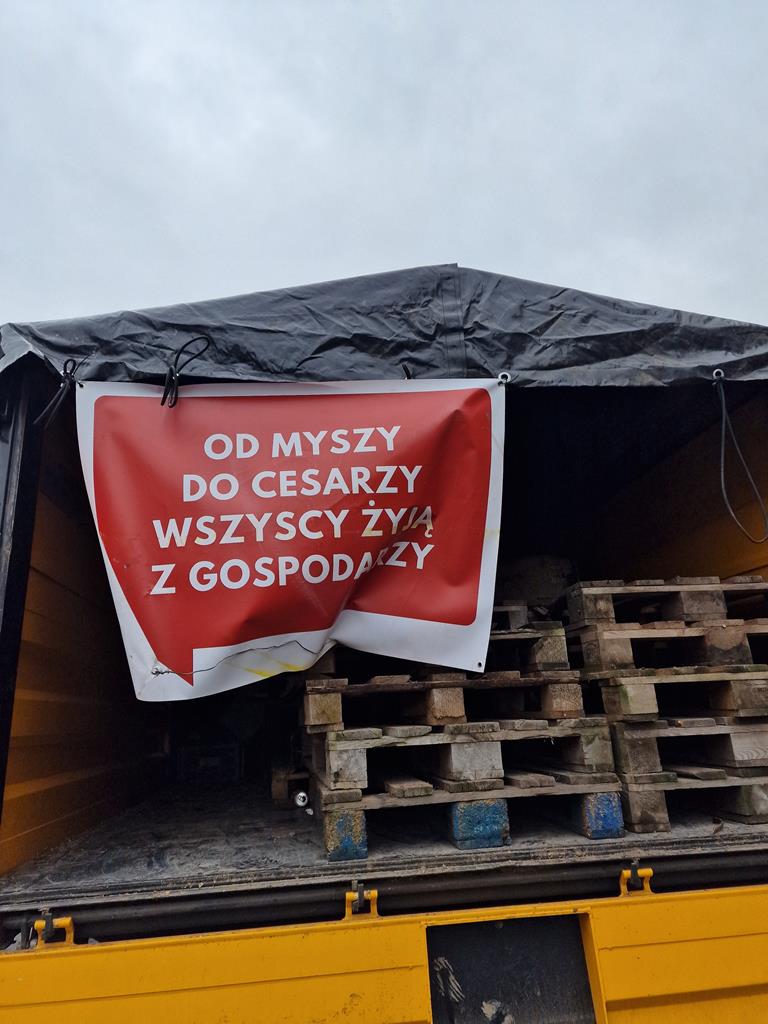 OD MYSZY
DO CESARZY
WSZYSCY ŻYJĄ
Z GOSPODARZY